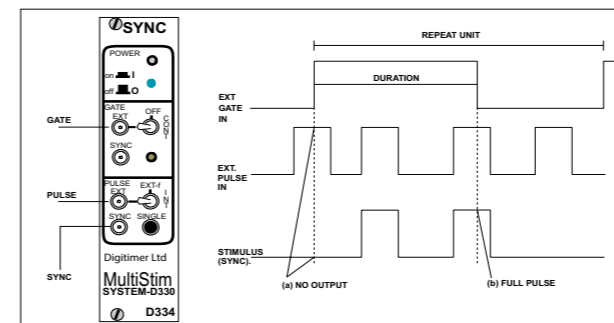 SYNC
POWER
on I
off O
GATE
GATE
EXT
OFF
CONT
SYNC
PULSE
PULSE
EXT
EXT-f
INT
SYNC
SINGLE
SYNC
Digitimer Ltd
MultiStim
SYSTEM-D330
D334
REPEAT UNIT
DURATION
EXT
GATE
IN
EXT.
PULSE
IN
STIMULUS
(SYNC).
(a) NO OUTPUT
(b) FULL PULSE